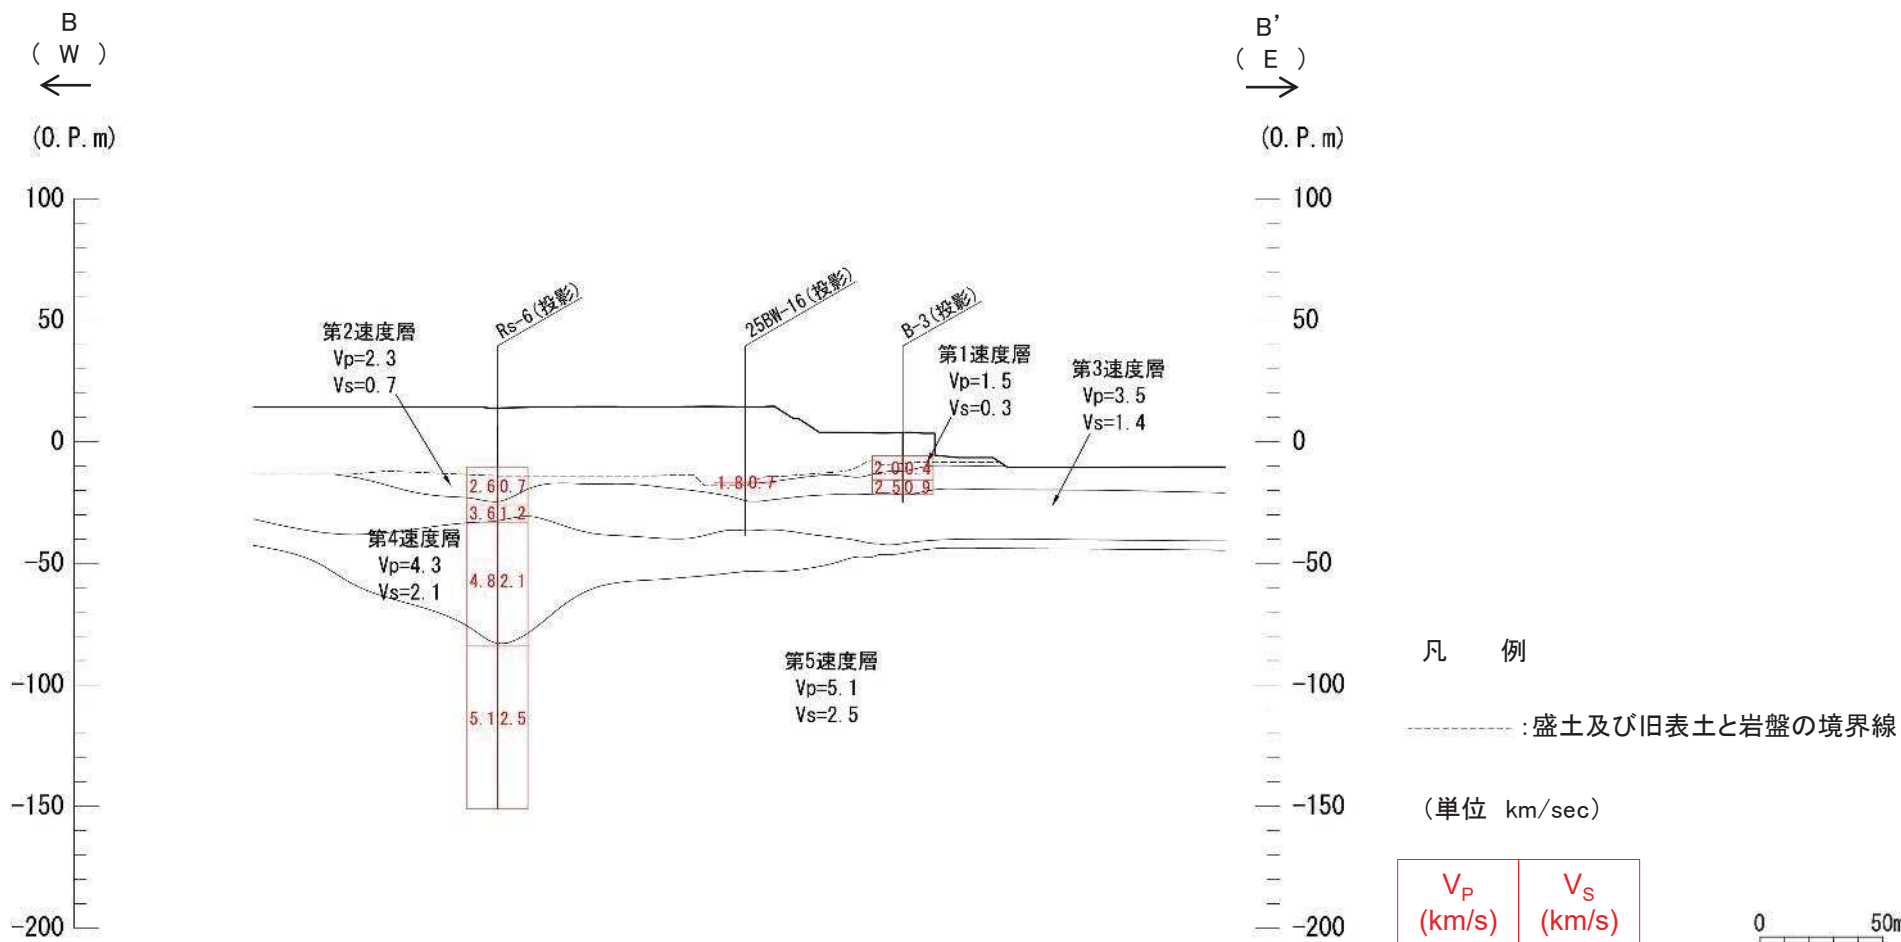 B
( W )
(O.P.m)
B'
( E )
(O.P.m)
100
50
0
-50
-100
-150
-200
100
50
0
-50
-100
-150
-200
Rs-6(投影)
25BW-16(投影)
B-3(投影)
第2速度層
Vp=2.3
Vs=0.7
第1速度層
Vp=1.5
Vs=0.3
第3速度層
Vp=3.5
Vs=1.4
第4速度層
Vp=4.3
Vs=2.1
第5速度層
Vp=5.1
Vs=2.5
2.6 0.7
3.6 1.2
4.8 2.1
5.1 2.5
1.8 0.7
2.0 0.4
2.5 0.9
凡 例
:盛土及び旧表土と岩盤の境界線
(単位 km/sec)
VP VS
(km/s) (km/s)
0 50m